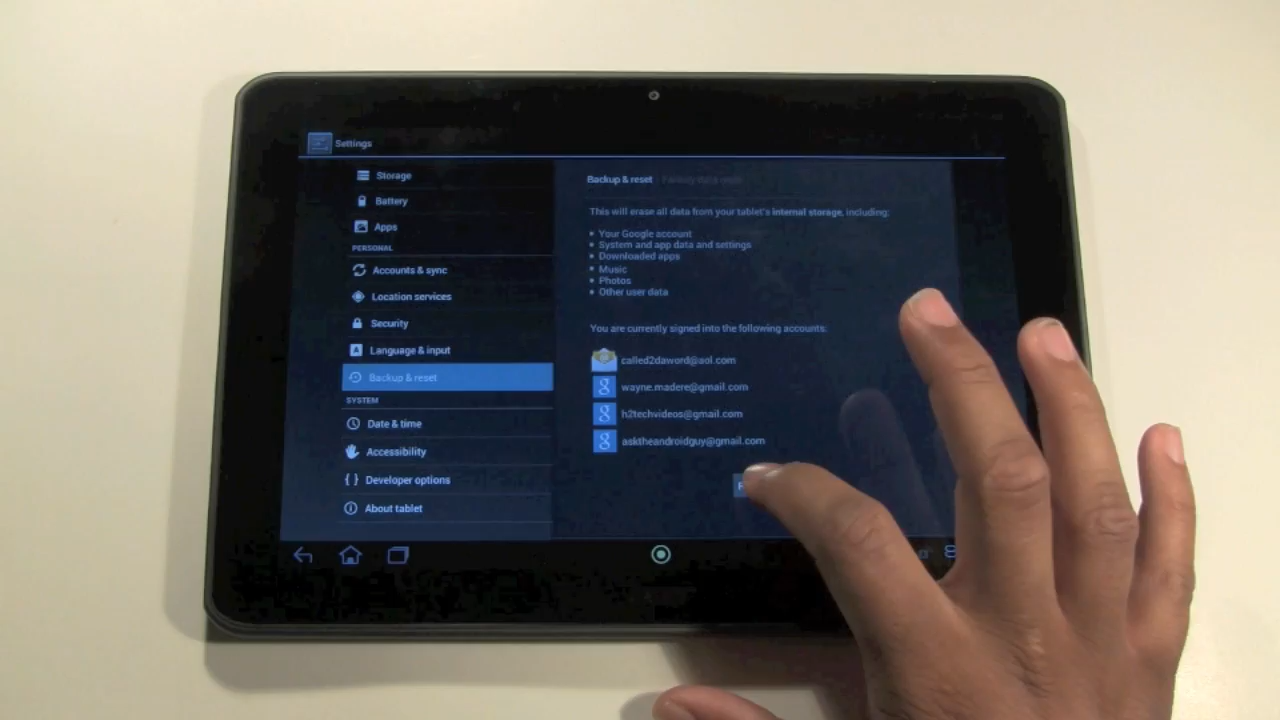 Settings
Storage
Battery
Apps
PERSONAL
Accounts & sync
Location services
Security
Language & input
Backup & reset
SYSTEM
Date & time
Accessibility
Developer options
About tablet
Backup & reset Factory data reset
This will erase all data from your tablet's internal storage, including:
Your Google account
System and app data and settings
Downloaded apps
Music
Photos
Other user data
You are currently signed into the following accounts:
called2daword@aol.com
wayne.madere@gmail.com
h2techvideos@gmail.com
asktheandroidguy@gmail.com